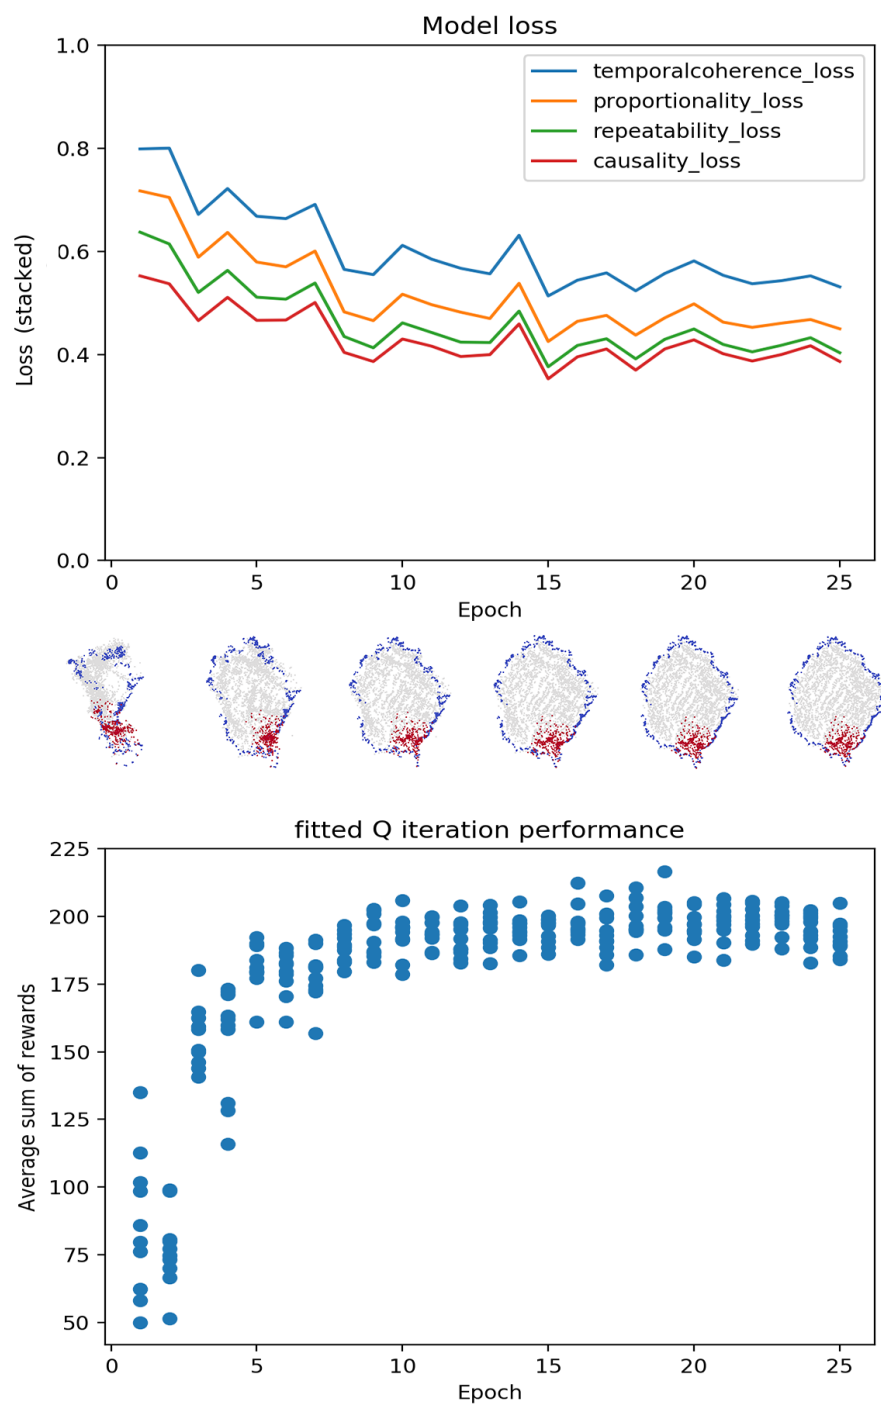 Model loss
1.0
0.8
0.6
0.4
0.2
0.0
Loss (stacked)
temporalcoherence_loss
proportionality_loss
repeatability_loss
causality_loss
0 5 10 15 20 25
Epoch
fitted Q iteration performance
225
200
175
150
125
100
75
50
Average sum of rewards
0 5 10 15 20 25
Epoch